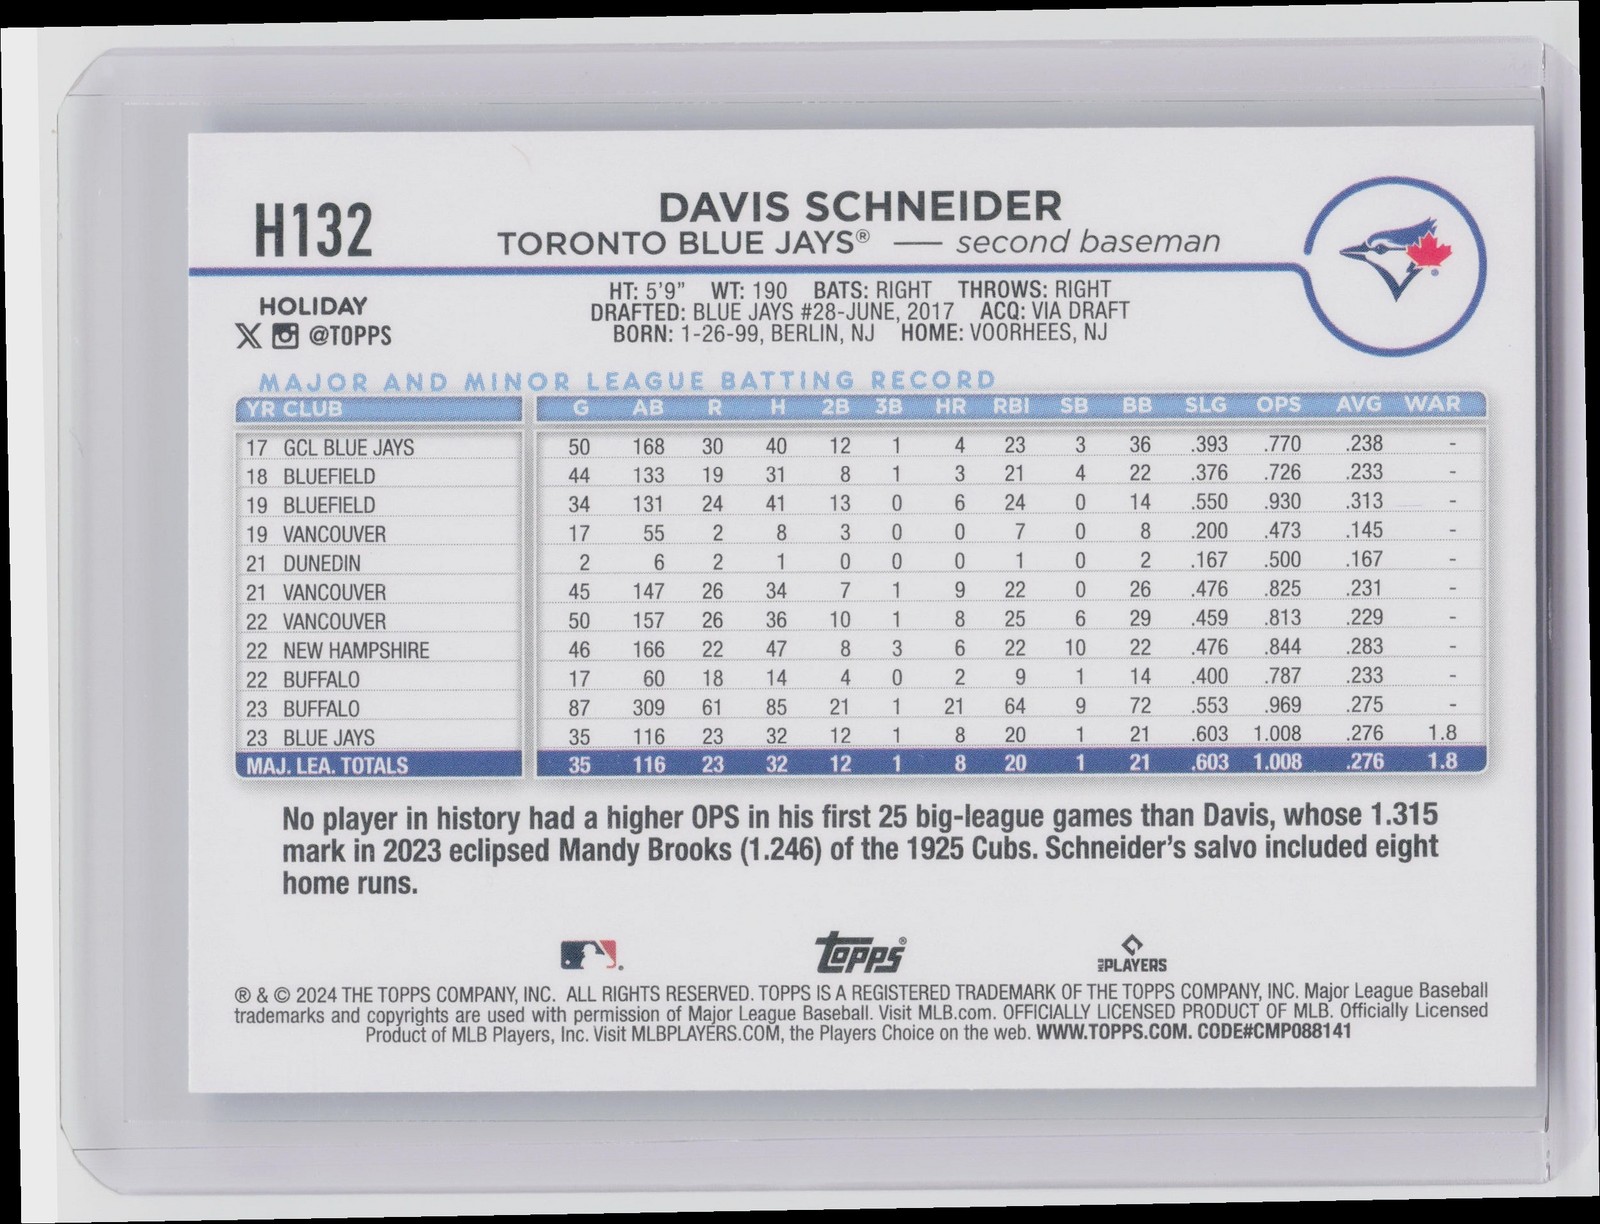 H132
DAVIS SCHNEIDER
TORONTO BLUE JAYS® — second baseman
HOLIDAY
@TOPPS
HT: 5'9" WT: 190 BATS: RIGHT THROWS: RIGHT
DRAFTED: BLUE JAYS #28-JUNE, 2017 ACQ: VIA DRAFT
BORN: 1-26-99, BERLIN, NJ HOME: VOORHEES, NJ
MAJOR AND MINOR LEAGUE BATTING RECORD
YR CLUB G AB R H 2B 3B HR RBI SB BB SLG OPS AVG WAR
17 GCL BLUE JAYS 50 168 30 40 12 1 4 23 3 36 .393 .770 .238 -
18 BLUEFIELD 44 133 19 31 8 1 3 21 4 22 .376 .726 .233 -
19 BLUEFIELD 34 131 24 41 13 0 6 24 0 14 .550 .930 .313 -
19 VANCOUVER 17 55 2 8 3 0 0 7 0 8 .200 .473 .145 -
21 DUNEDIN 2 6 2 1 0 0 0 1 0 2 .167 .500 .167 -
21 VANCOUVER 45 147 26 34 7 1 9 22 0 26 .476 .825 .231 -
22 VANCOUVER 50 157 26 36 10 1 8 25 6 29 .459 .813 .229 -
22 NEW HAMPSHIRE 46 166 22 47 8 3 6 22 10 22 .476 .844 .283 -
22 BUFFALO 17 60 18 14 4 0 2 9 1 14 .400 .787 .233 -
23 BUFFALO 87 309 61 85 21 1 21 64 9 72 .553 .969 .275 -
23 BLUE JAYS 35 116 23 32 12 1 8 20 1 21 .603 1.008 .276 1.8
MAJ. LEA. TOTALS 35 116 23 32 12 1 8 20 1 21 .603 1.008 .276 1.8
No player in history had a higher OPS in his first 25 big-league games than Davis, whose 1.315
mark in 2023 eclipsed Mandy Brooks (1.246) of the 1925 Cubs. Schneider's salvo included eight
home runs.
TOPPS®
MLB PLAYERS
® & © 2024 THE TOPPS COMPANY, INC. ALL RIGHTS RESERVED. TOPPS IS A REGISTERED TRADEMARK OF THE TOPPS COMPANY, INC. Major League Baseball
trademarks and copyrights are used with permission of Major League Baseball. Visit MLB.com. OFFICIALLY LICENSED PRODUCT OF MLB. Officially Licensed
Product of MLB Players, Inc. Visit MLBPLAYERS.COM, the Players Choice on the web. WWW.TOPPS.COM. CODE#CMP088141